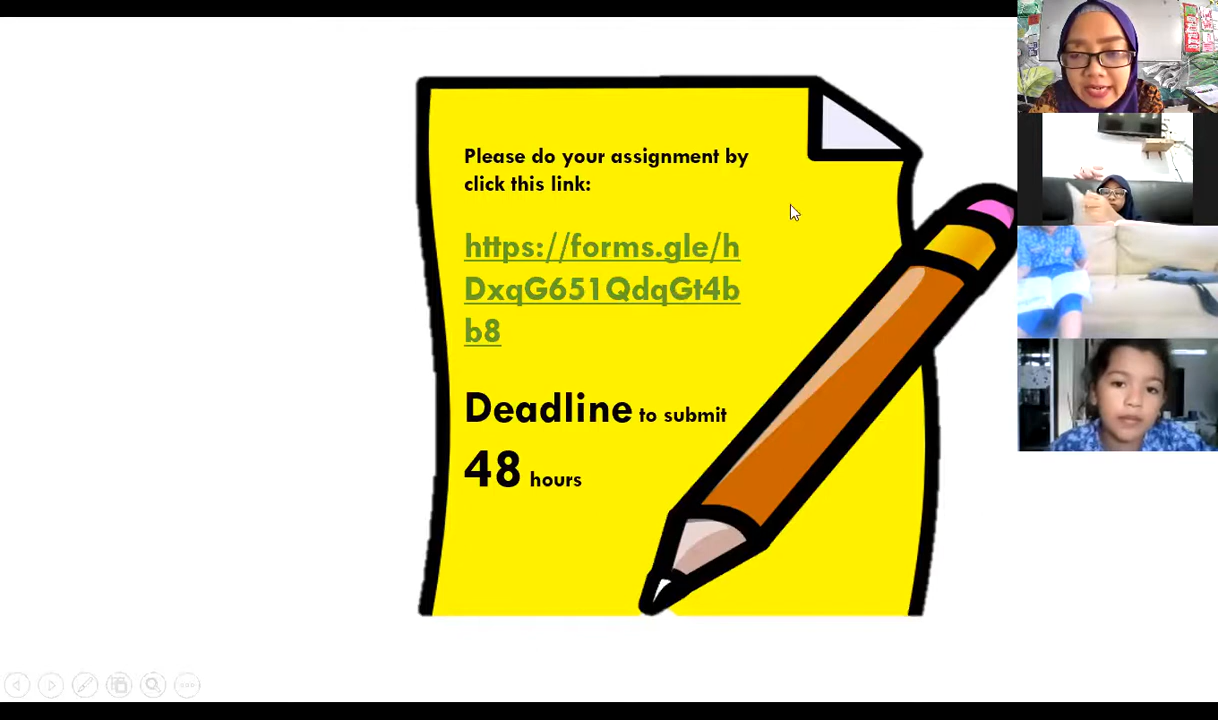 Please do your assignment by
click this link:
https://forms.gle/h
DxqG651QdqGt4b
b8
Deadline to submit
48 hours